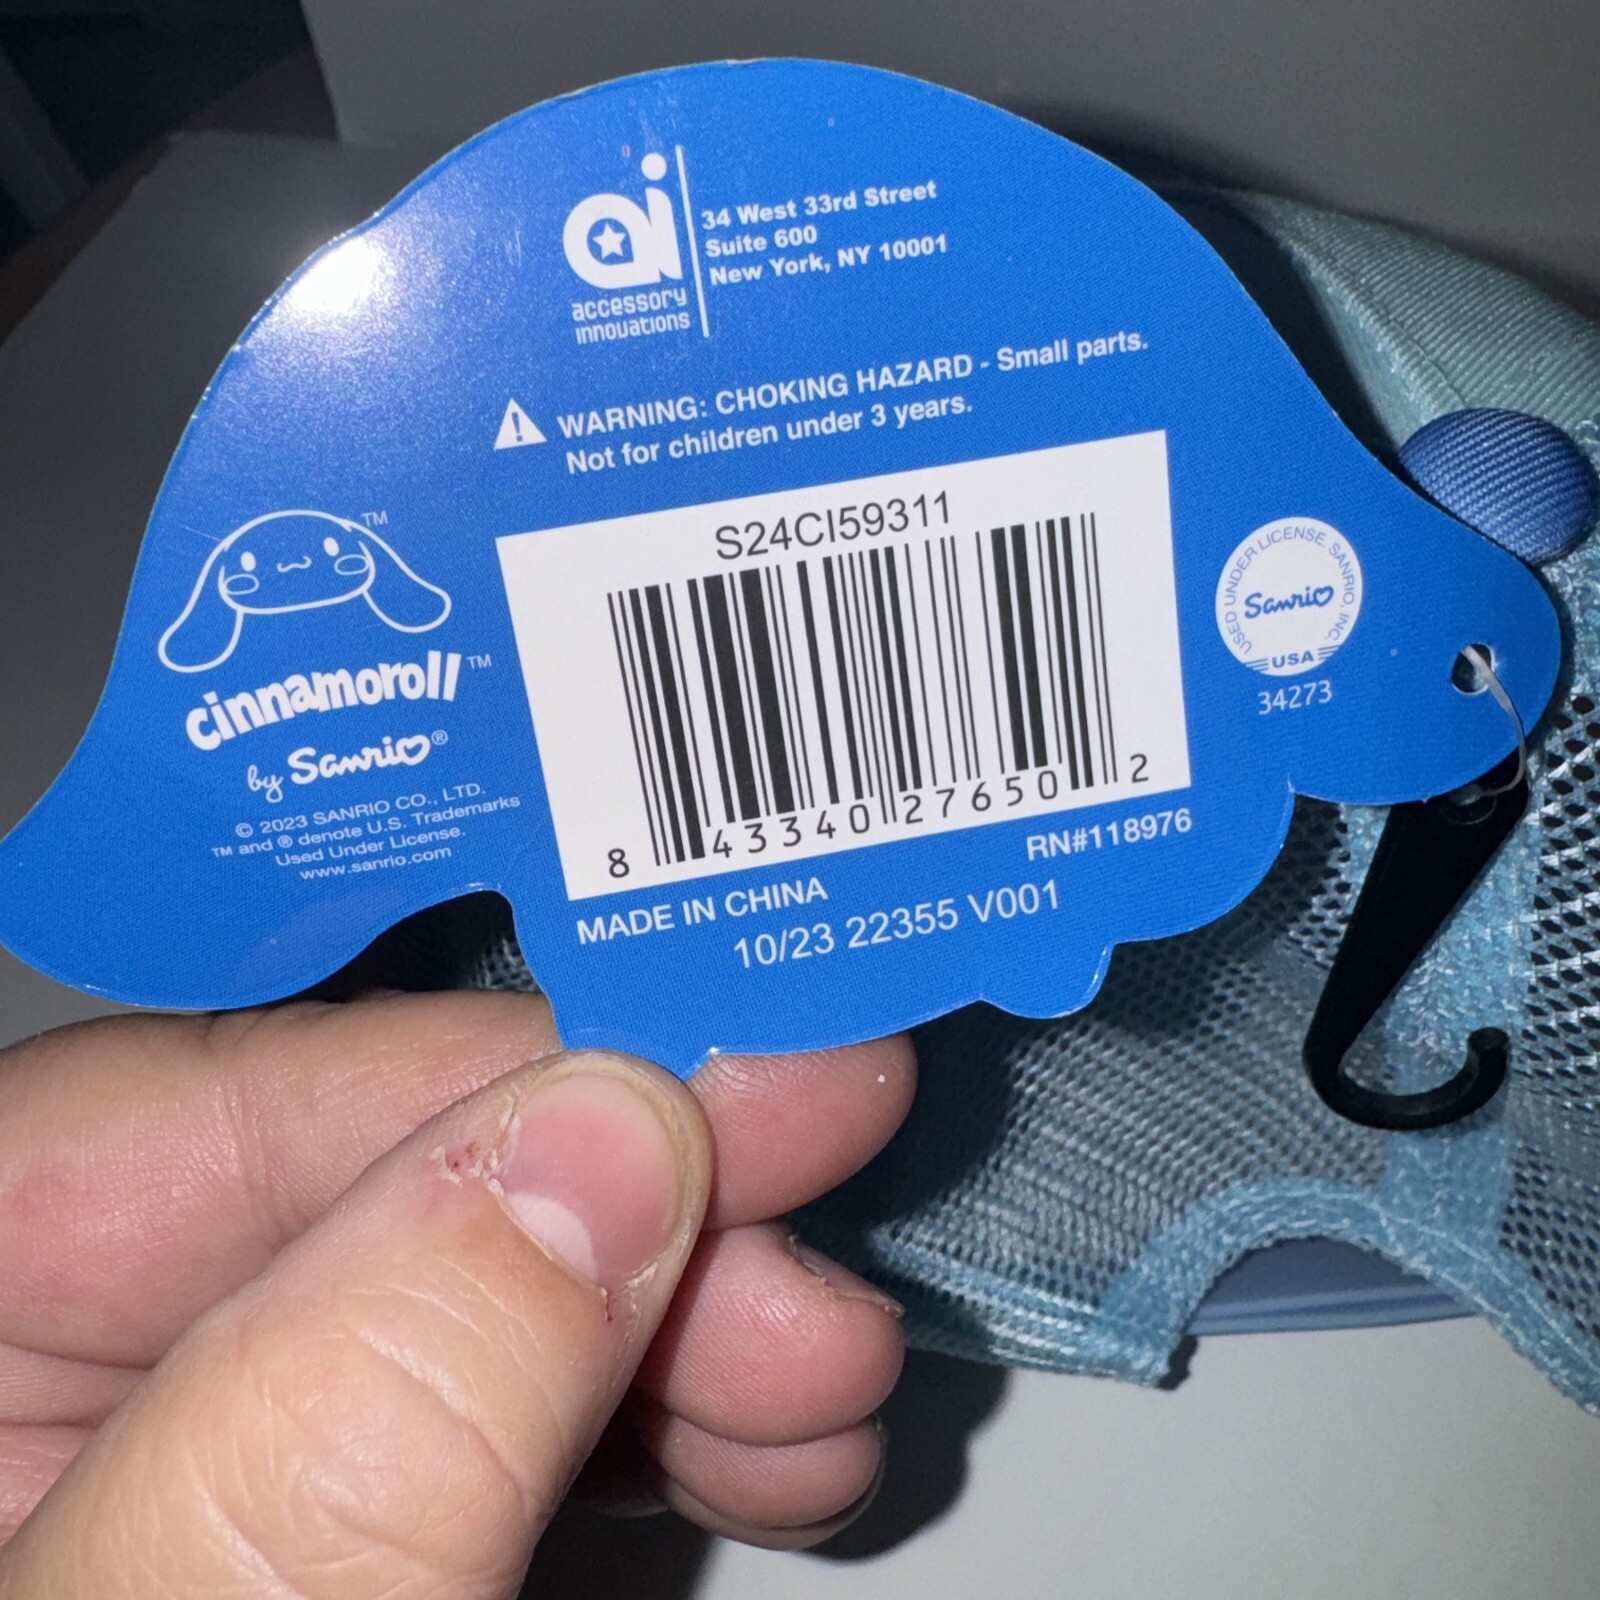 ai
accessory
innovations
34 West 33rd Street
Suite 600
New York, NY 10001
WARNING: CHOKING HAZARD - Small parts.
Not for children under 3 years.
S24CI59311
8 43340 27650 2
TM
cinnamoroll™
by Sanrio®
© 2023 SANRIO CO., LTD.
™ and ® denote U.S. Trademarks
Used Under License.
www.sanrio.com
USED UNDER LICENSE, SANRIO, INC.
Sanrio
USA
34273
RN#118976
MADE IN CHINA
10/23 22355 V001